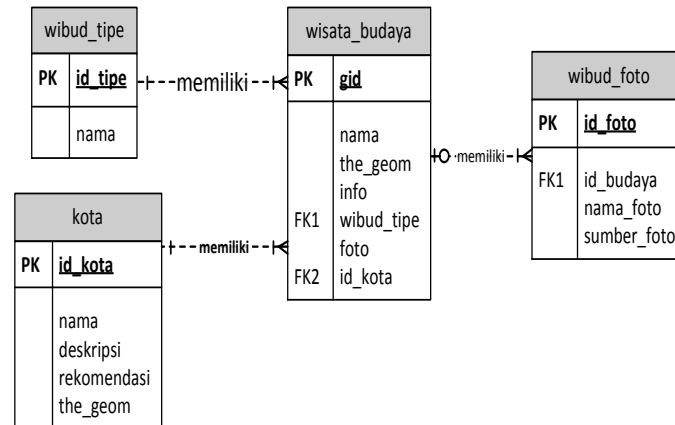 wibud_tipe
PK id_tipe
nama
memiliki
wisata_budaya
PK gid
nama
the_geom
info
FK1 wibud_tipe
foto
FK2 id_kota
memiliki
wibud_foto
PK id_foto
FK1 id_budaya
nama_foto
sumber_foto
kota
PK id_kota
nama
deskripsi
rekomendasi
the_geom
memiliki